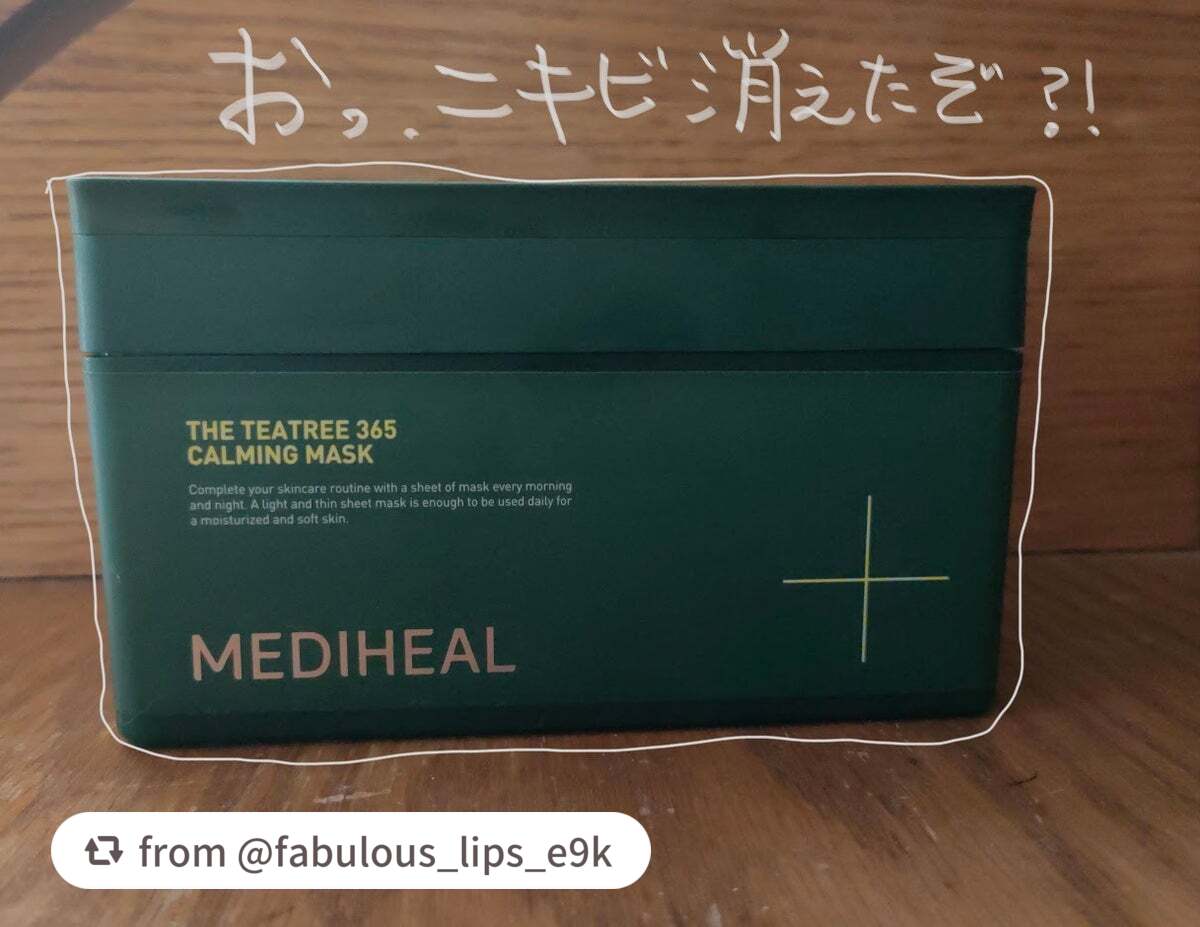 おっ、ニキビ消えたぞ?!
THE TEATREE 365
CALMING MASK
Complete your skincare routine with a sheet of mask every morning
and night. A light and thin sheet mask is enough to be used daily for
a moisturized and soft skin.
MEDIHEAL
from @fabulous_lips_e9k